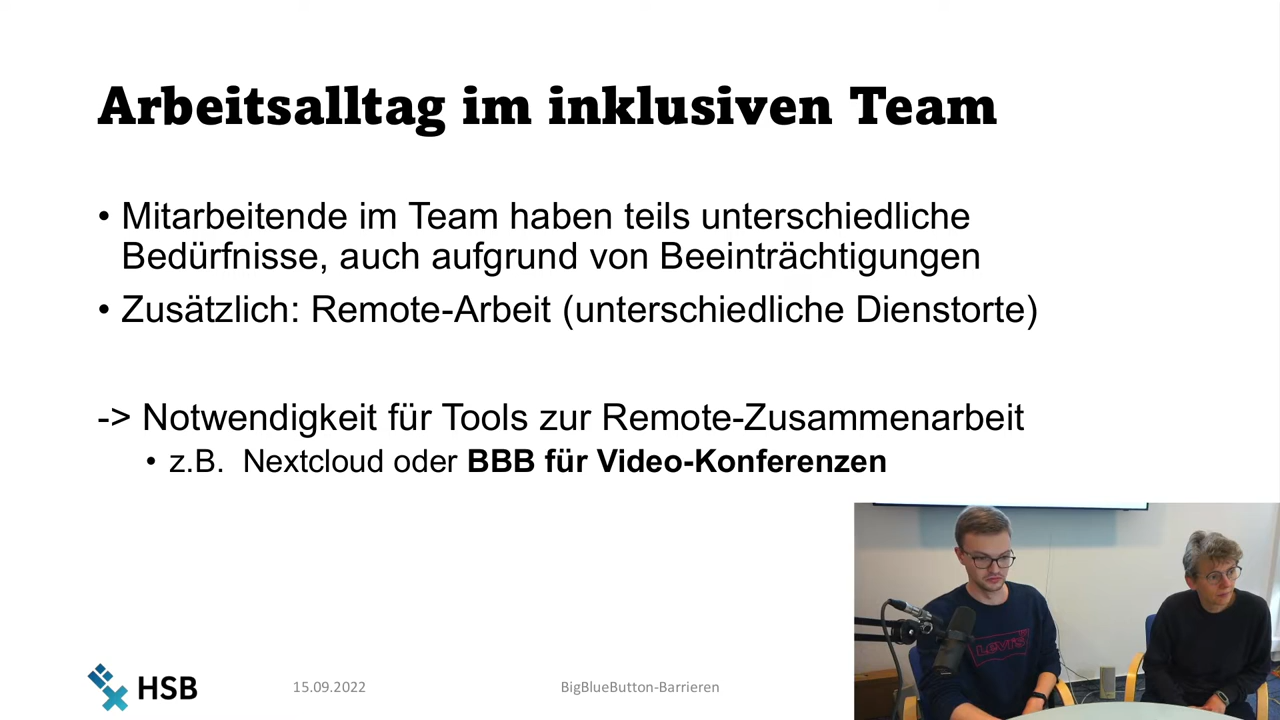 Arbeitsalltag im inklusiven Team
• Mitarbeitende im Team haben teils unterschiedliche
Bedürfnisse, auch aufgrund von Beeinträchtigungen
• Zusätzlich: Remote-Arbeit (unterschiedliche Dienstorte)
-> Notwendigkeit für Tools zur Remote-Zusammenarbeit
• z.B. Nextcloud oder BBB für Video-Konferenzen
LEVI'S
HSB
15.09.2022
BigBlueButton-Barrieren